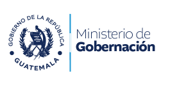 GOBIERNO DE LA REPÚBLICA
GUATEMALA
Ministerio de
Gobernación